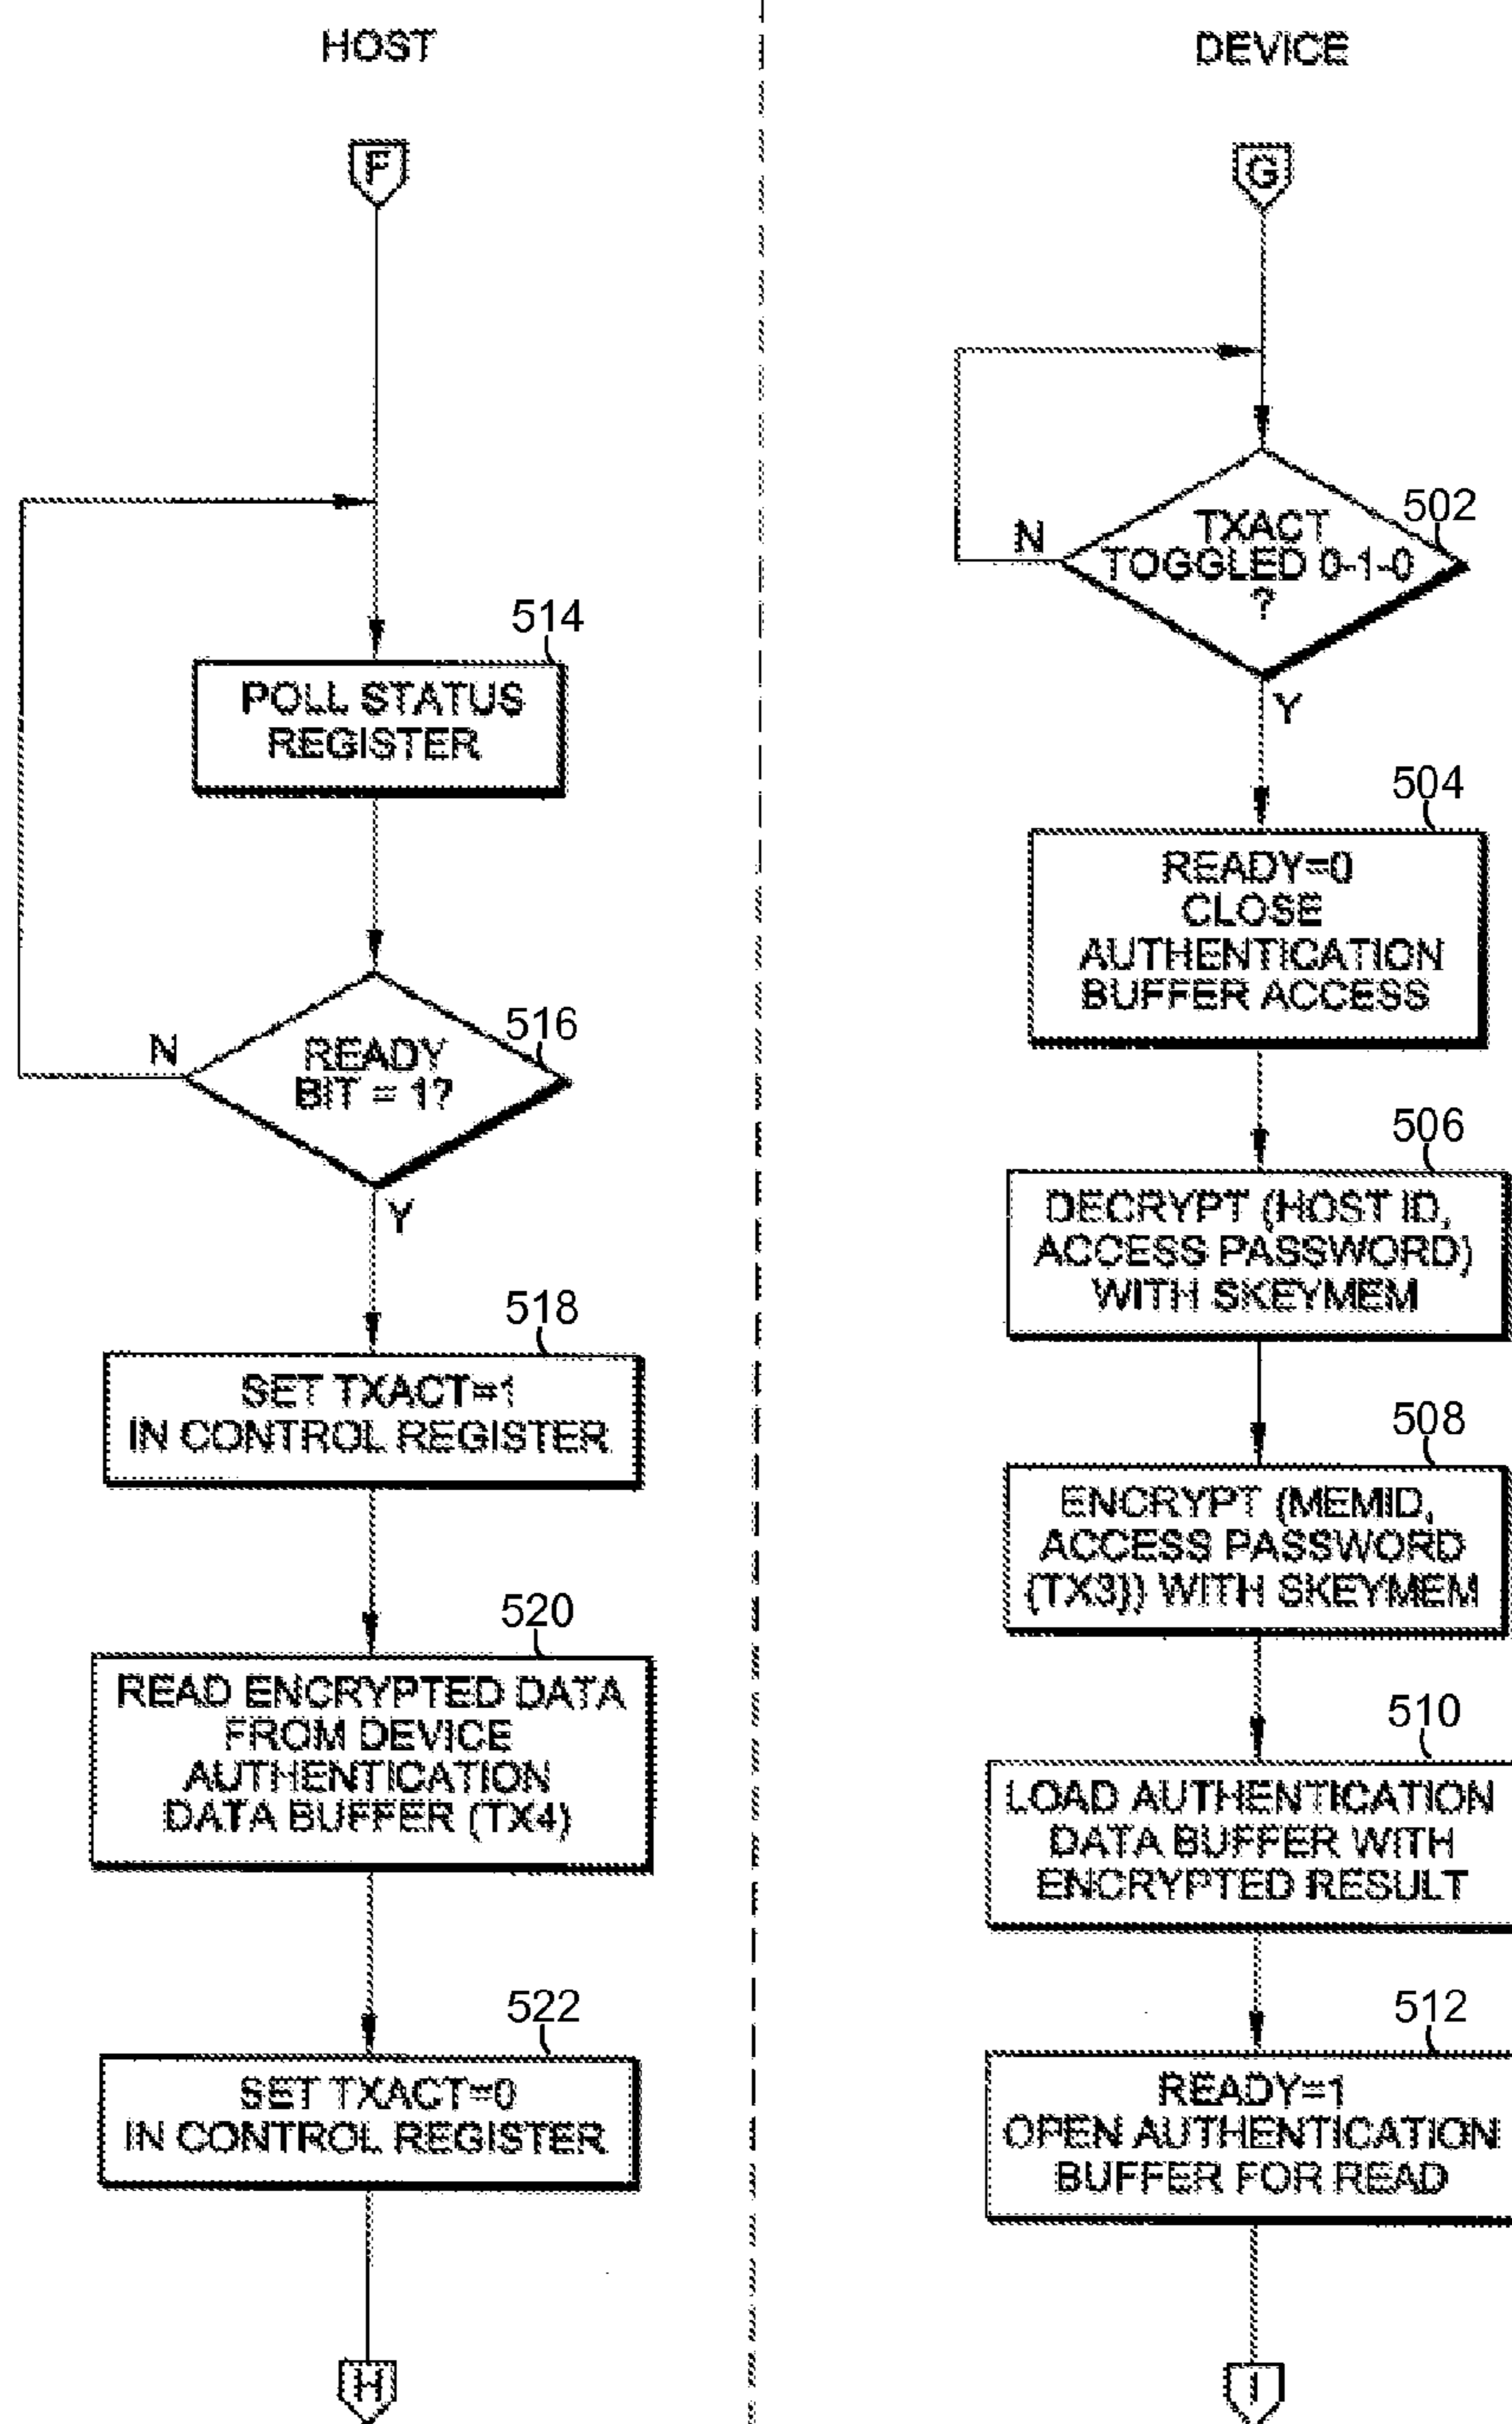 HOST
F
514
POLL STATUS
REGISTER
516
N
READY
BIT = 1?
Y
518
SET TXACT=1
IN CONTROL REGISTER
520
READ ENCRYPTED DATA
FROM DEVICE
AUTHENTICATION
DATA BUFFER (TX4)
522
SET TXACT=0
IN CONTROL REGISTER
H
DEVICE
G
502
N
TXACT
TOGGLED 0-1-0
?
Y
504
READY=0
CLOSE
AUTHENTICATION
BUFFER ACCESS
506
DECRYPT (HOST ID,
ACCESS PASSWORD)
WITH SKEYMEM
508
ENCRYPT (MEMID,
ACCESS PASSWORD
(TX3)) WITH SKEYMEM
510
LOAD AUTHENTICATION
DATA BUFFER WITH
ENCRYPTED RESULT
512
READY=1
OPEN AUTHENTICATION
BUFFER FOR READ
I